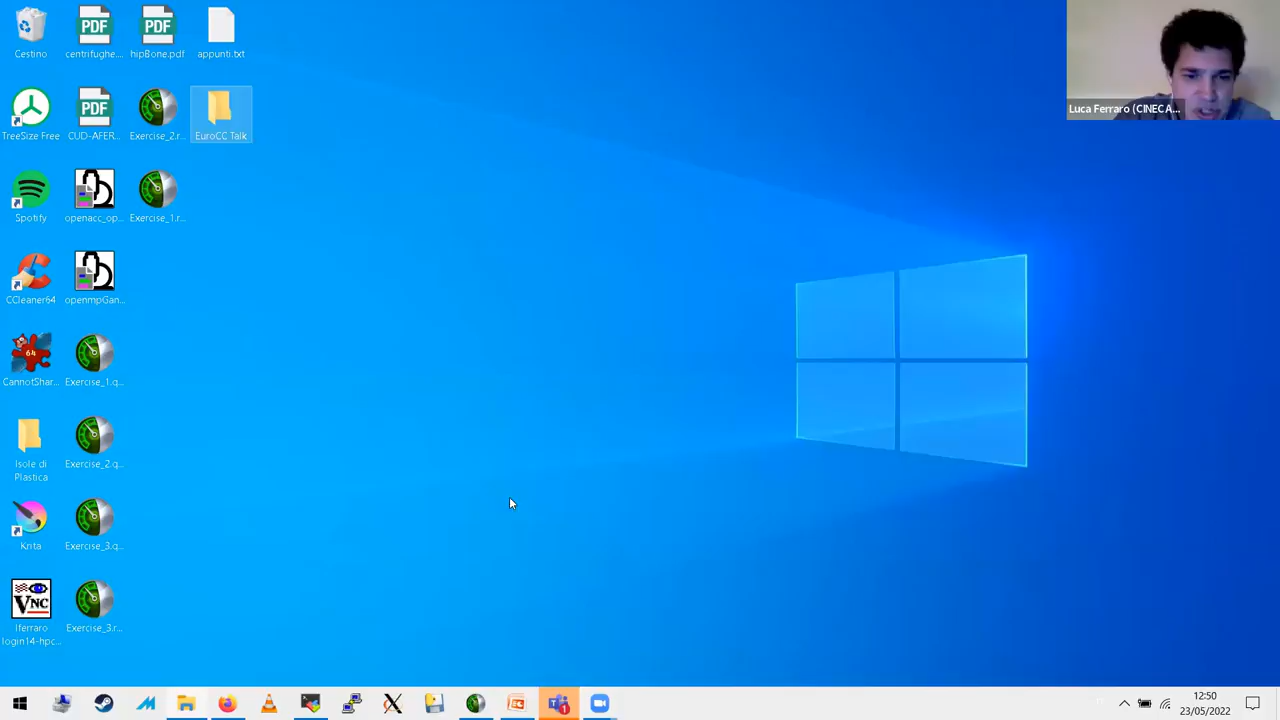 Cestino
centrifughe....
hipBone.pdf
appunti.txt
TreeSize Free
CUD-AFER...
Exercise_2.r...
EuroCC Talk
Spotify
openacc_op...
Exercise_1.r...
CCleaner64
openmpGan...
CannotShar...
Exercise_1.q...
Isole di
Plastica
Exercise_2.q...
Krita
Exercise_3.q...
lferraro
login14-hpc...
Exercise_3.r...
PDF
PDF
PDF
64
VNC
Luca Ferraro (CINECA...
12:50
23/05/2022